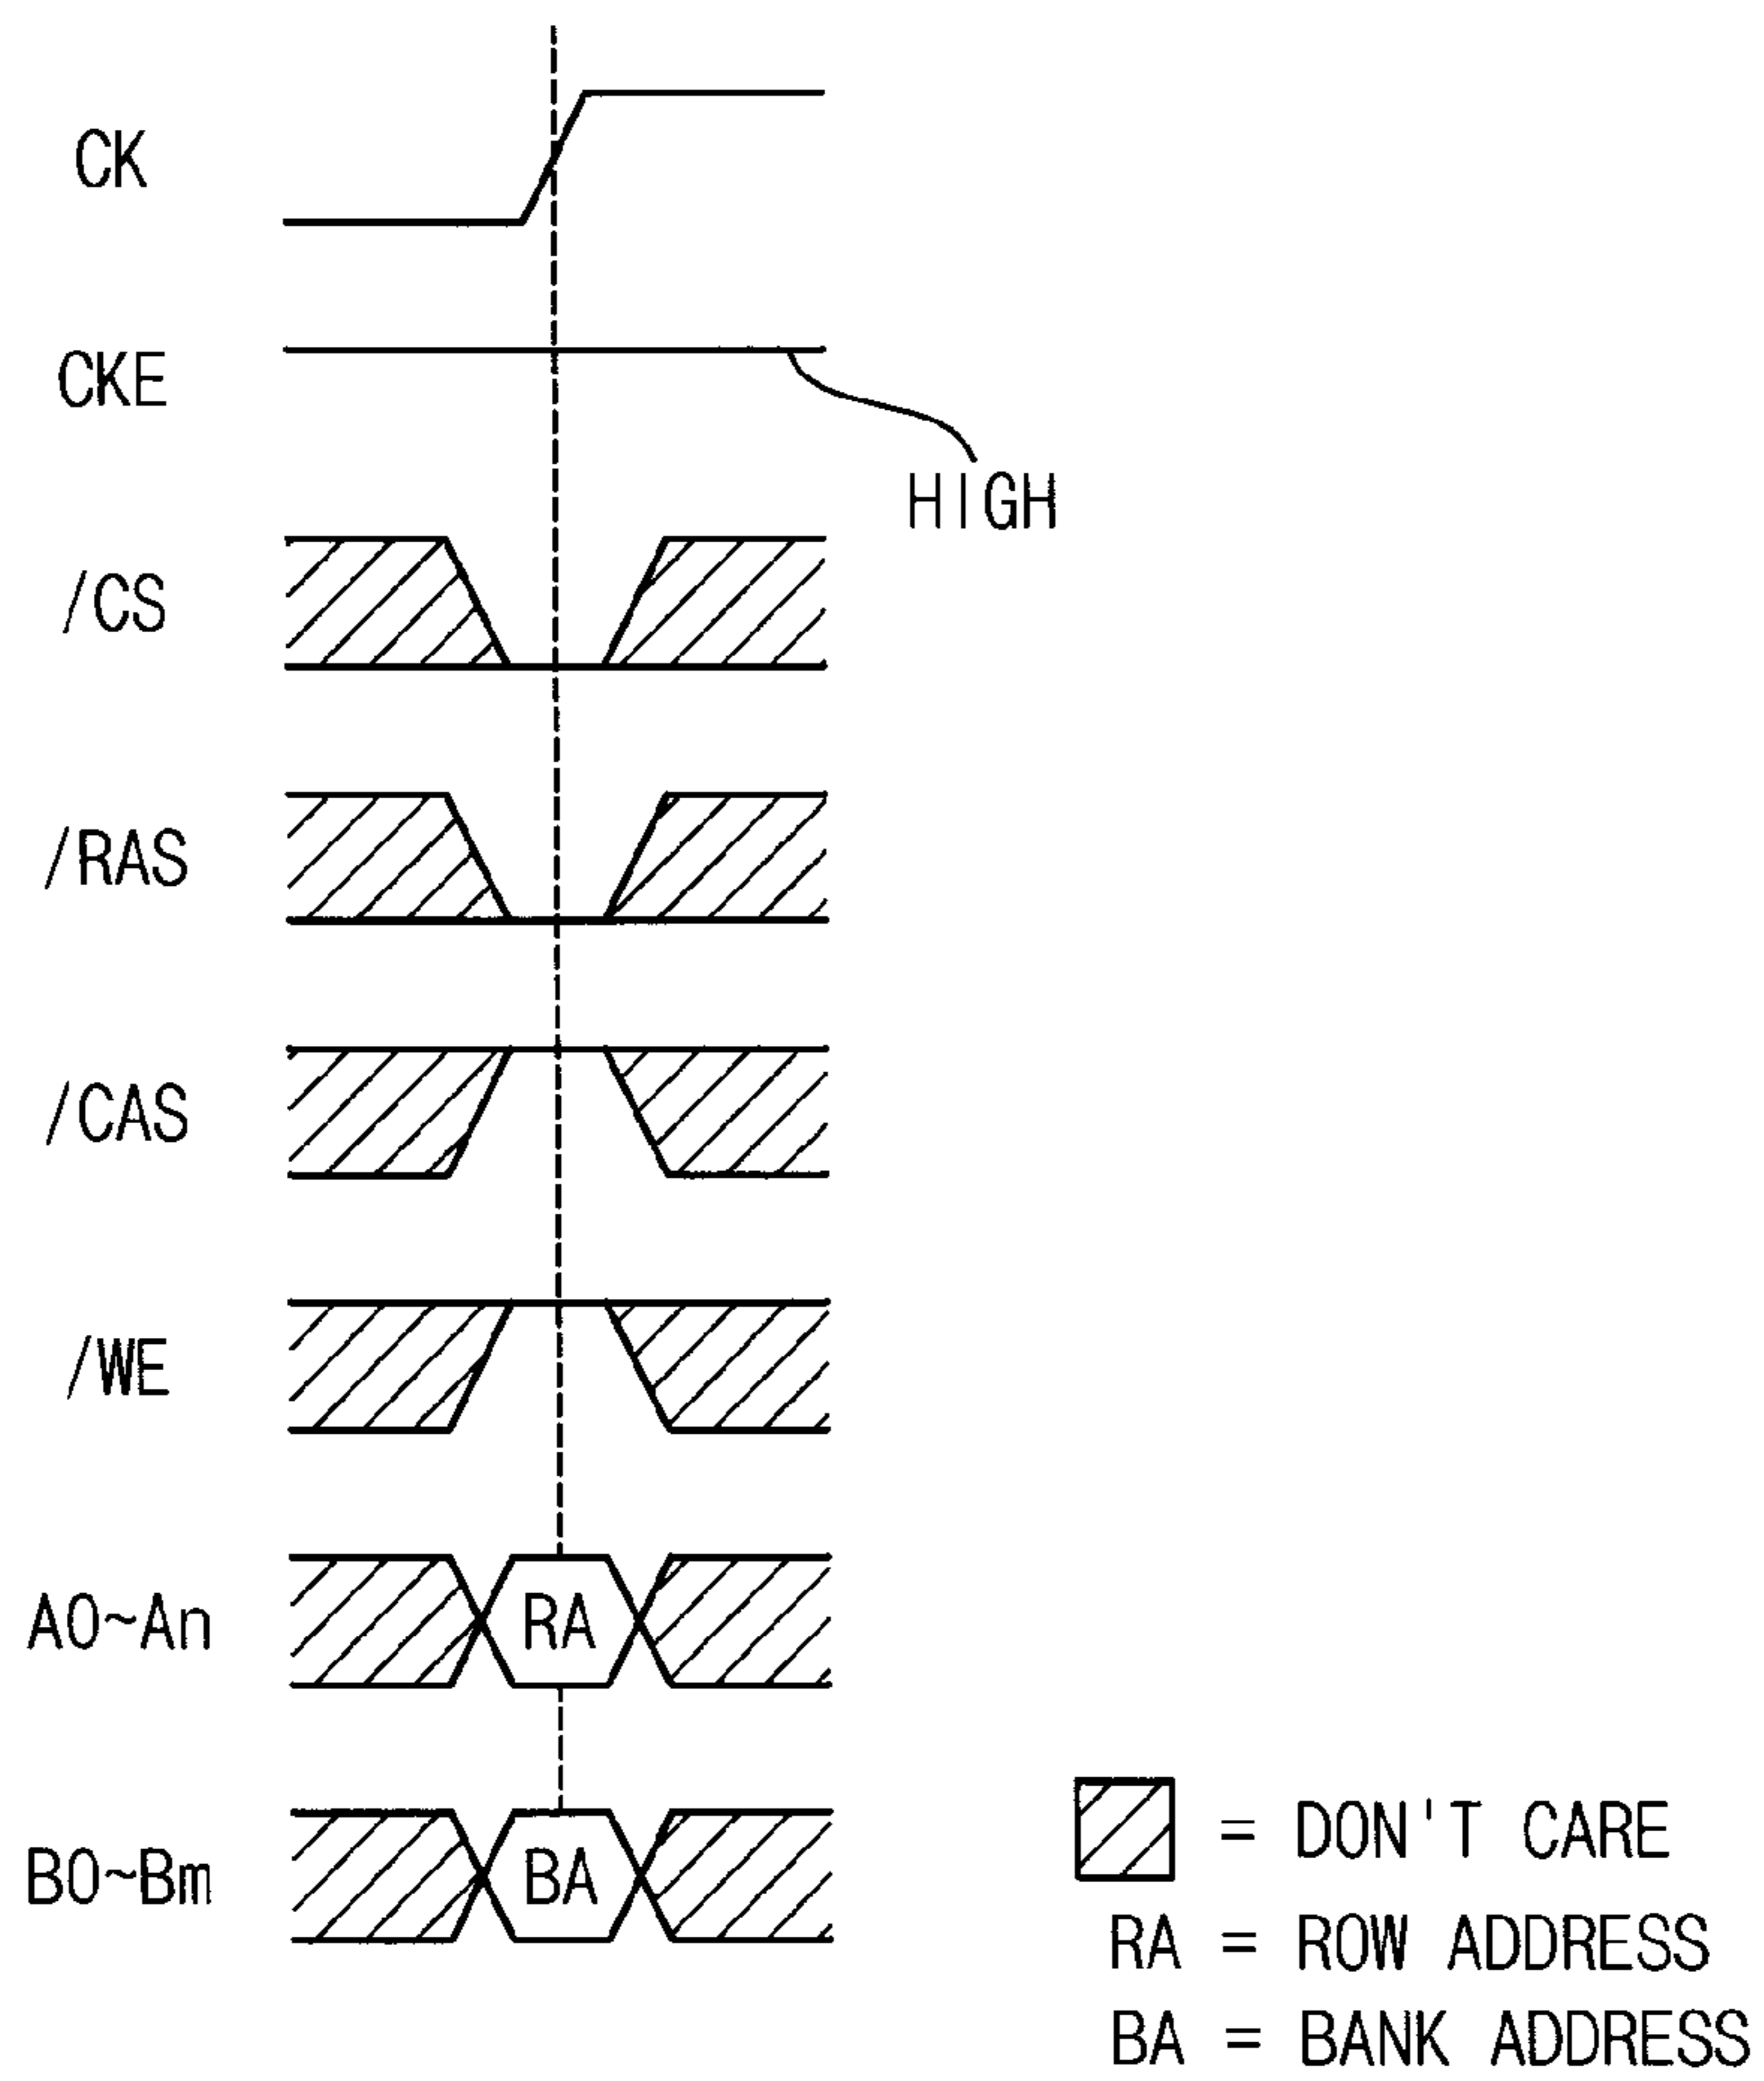 CK
CKE
HIGH
/CS
/RAS
/CAS
/WE
A0~An
RA
B0~Bm
BA
= DON'T CARE
RA = ROW ADDRESS
BA = BANK ADDRESS